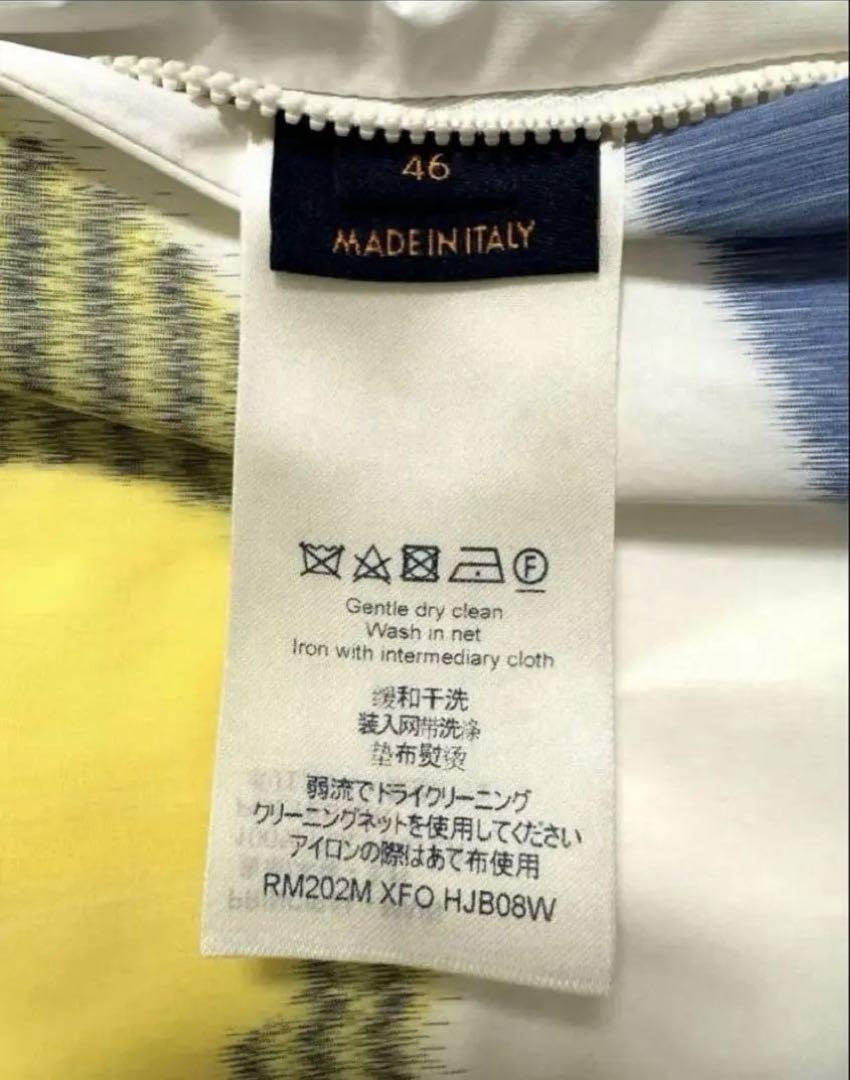 46
MADE IN ITALY
F
Gentle dry clean
Wash in net
Iron with intermediary cloth
缓和干洗
装入网带洗涤
垫布熨烫
弱流でドライクリーニング
クリーニングネットを使用してください
アイロンの際はあて布使用
RM202M XFO HJB08W